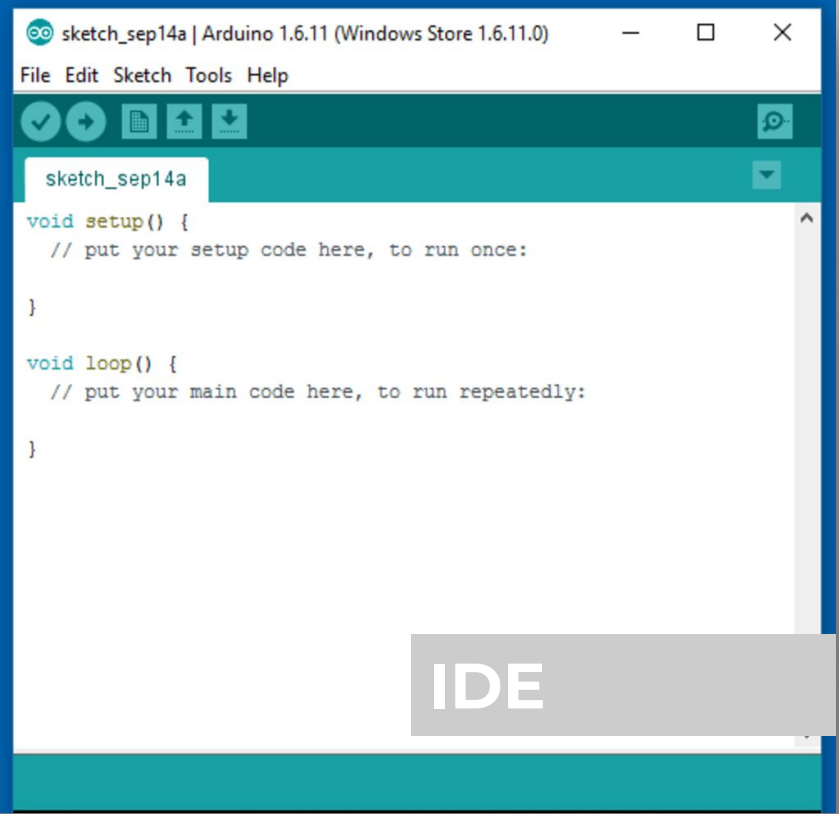 sketch_sep14a | Arduino 1.6.11 (Windows Store 1.6.11.0)
File Edit Sketch Tools Help
sketch_sep14a
void setup() {
  // put your setup code here, to run once:
}
void loop() {
  // put your main code here, to run repeatedly:
}
IDE